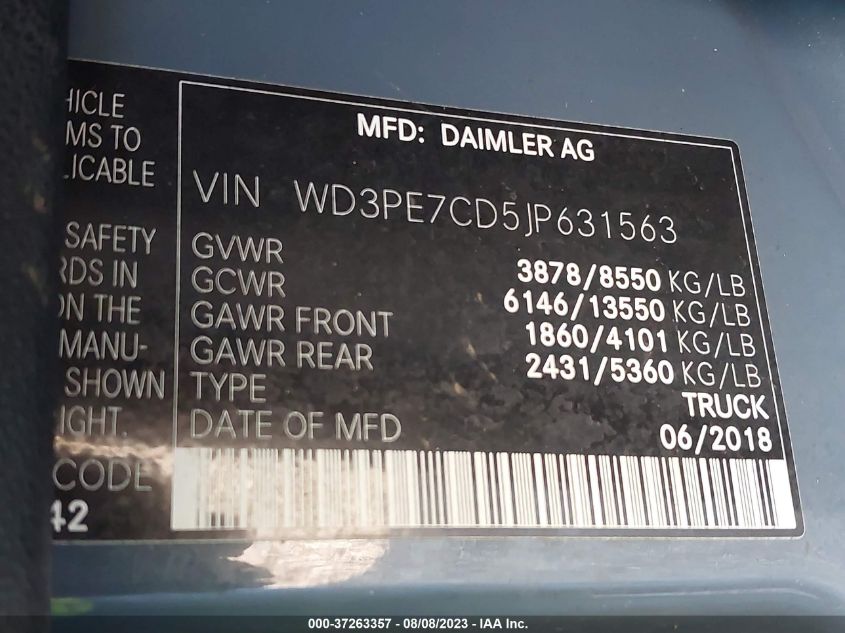 HICLE
MS TO
LICABLE
SAFETY
RDS IN
ON THE
MANU-
SHOWN
IGHT.
CODE
42
MFD: DAIMLER AG
VIN WD3PE7CD5JP631563
GVWR 3878/8550 KG/LB
GCWR 6146/13550 KG/LB
GAWR FRONT 1860/4101 KG/LB
GAWR REAR 2431/5360 KG/LB
TYPE TRUCK
DATE OF MFD 06/2018
000-37263357 - 08/08/2023 - IAA Inc.